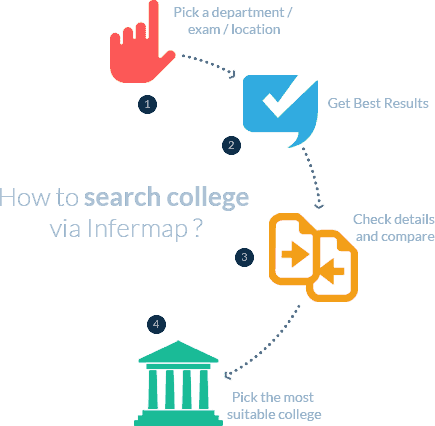 Pick a department /
exam / location
1
Get Best Results
2
How to search college
via Infermap ?
Check details
and compare
3
4
Pick the most
suitable college